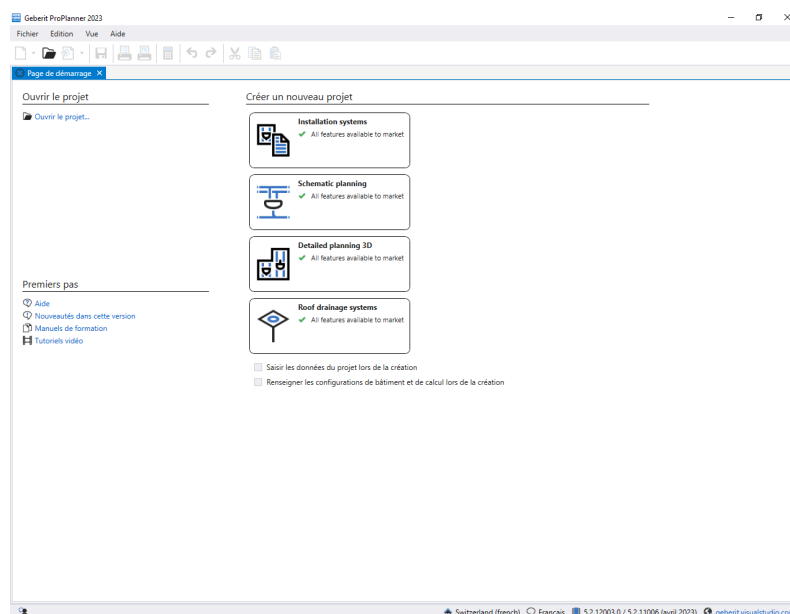 Geberit ProPlanner 2023
Fichier Edition Vue Aide
Page de démarrage
Ouvrir le projet
Ouvrir le projet...
Premiers pas
Aide
Nouveautés dans cette version
Manuels de formation
Tutoriels vidéo
Créer un nouveau projet
Installation systems
All features available to market
Schematic planning
All features available to market
Detailed planning 3D
All features available to market
Roof drainage systems
All features available to market
Saisir les données du projet lors de la création
Renseigner les configurations de bâtiment et de calcul lors de la création
Switzerland (french) Français 5.2.12003.0 / 5.2.11006 (avril 2023) geberit.visualstudio.co